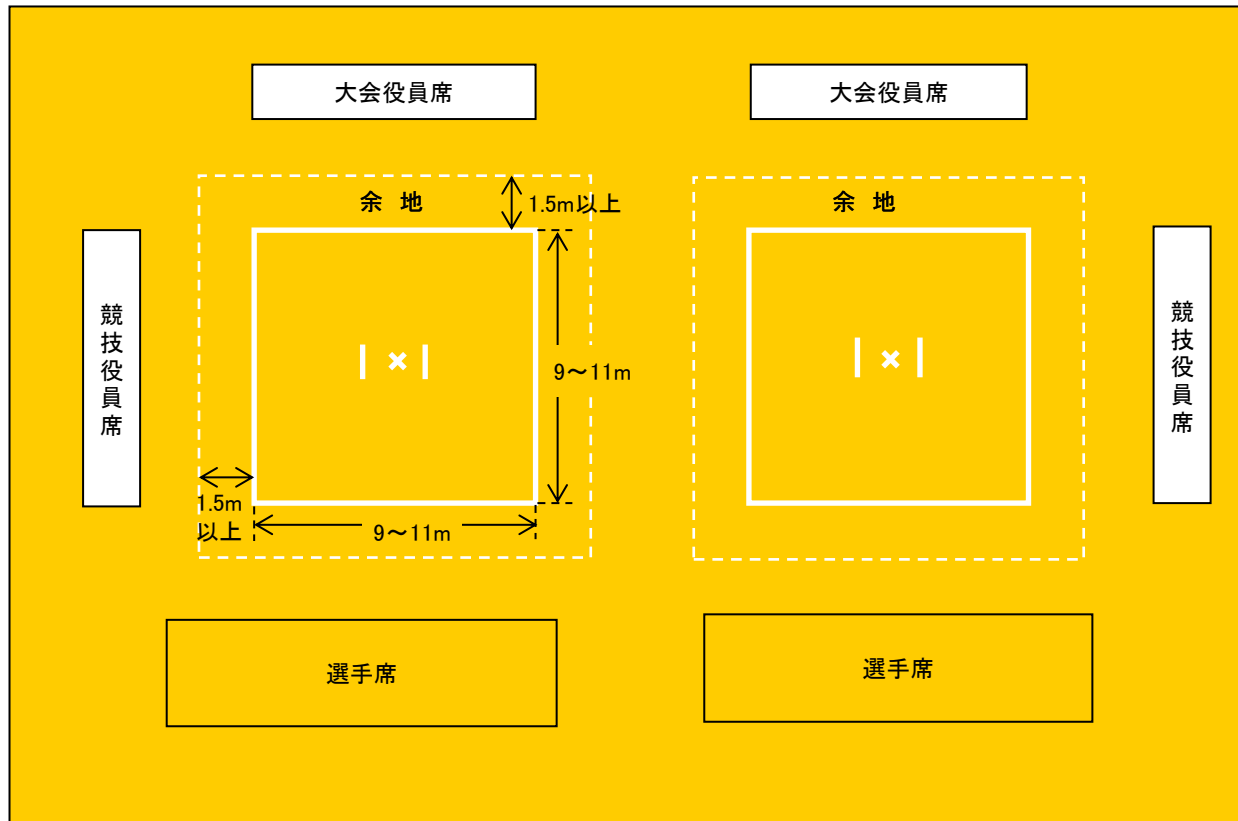 大会役員席
大会役員席
余 地
1.5m以上
余 地
競技役員席
9～11m
競技役員席
1.5m
以上
9～11m
選手席
選手席